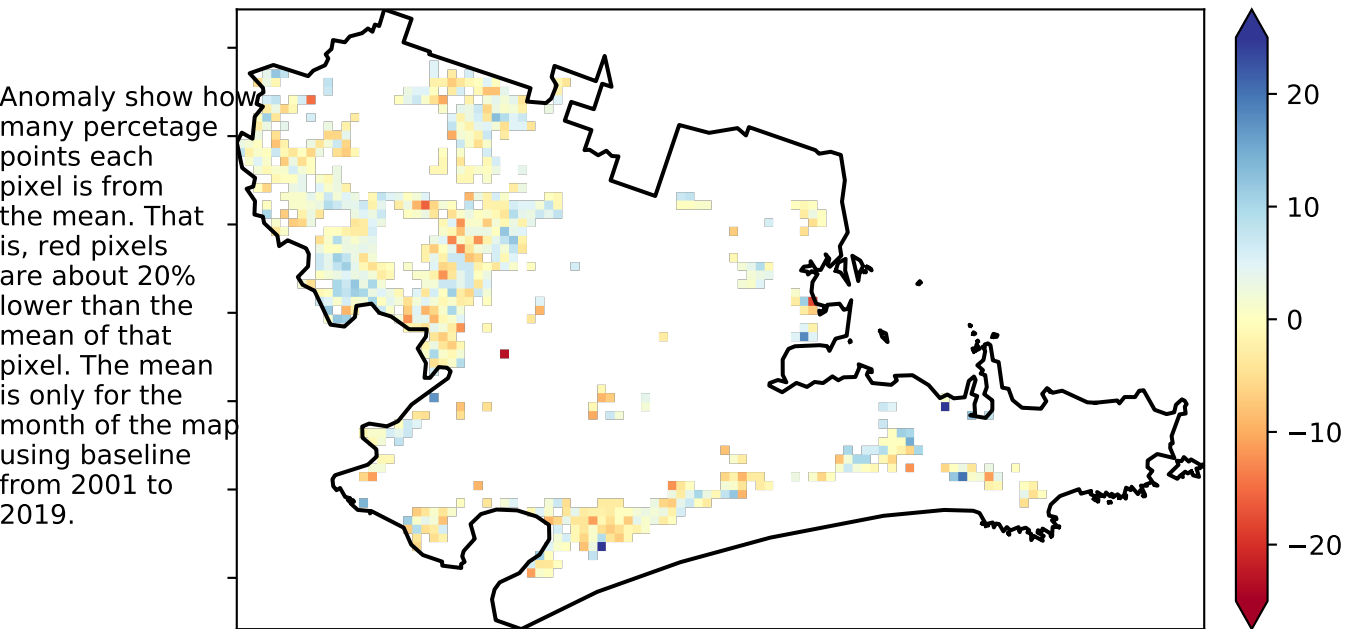 Anomaly show how
many percetage
points each
pixel is from
the mean. That
is, red pixels
are about 20%
lower than the
mean of that
pixel. The mean
is only for the
month of the map
using baseline
from 2001 to
2019.
20
10
0
−10
−20